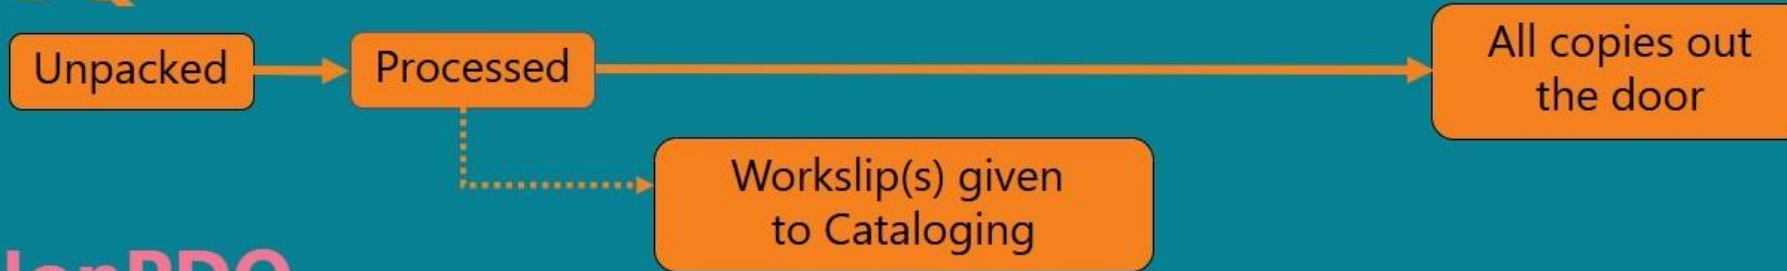 Unpacked
Processed
All copies out
the door
Workslip(s) given
to Cataloging